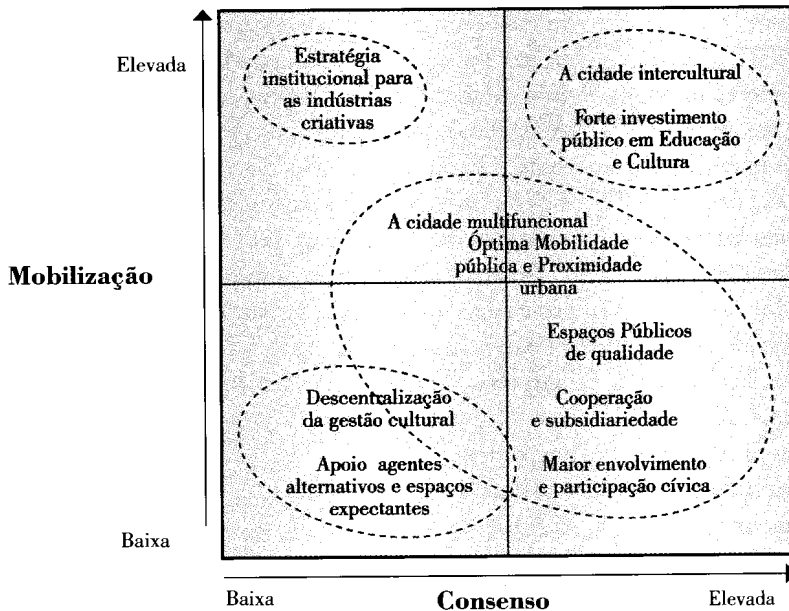 Elevada
Estratégia
institucional para
as indústrias
criativas
A cidade intercultural
Forte investimento
público em Educação
e Cultura
A cidade multifuncional
Óptima Mobilidade
pública e Proximidade
urbana
Mobilização
Espaços Públicos
de qualidade
Descentralização
da gestão cultural
Cooperação
e subsidiariedade
Apoio agentes
alternativos e espaços
expectantes
Maior envolvimento
e participação cívica
Baixa
Baixa
Consenso
Elevada